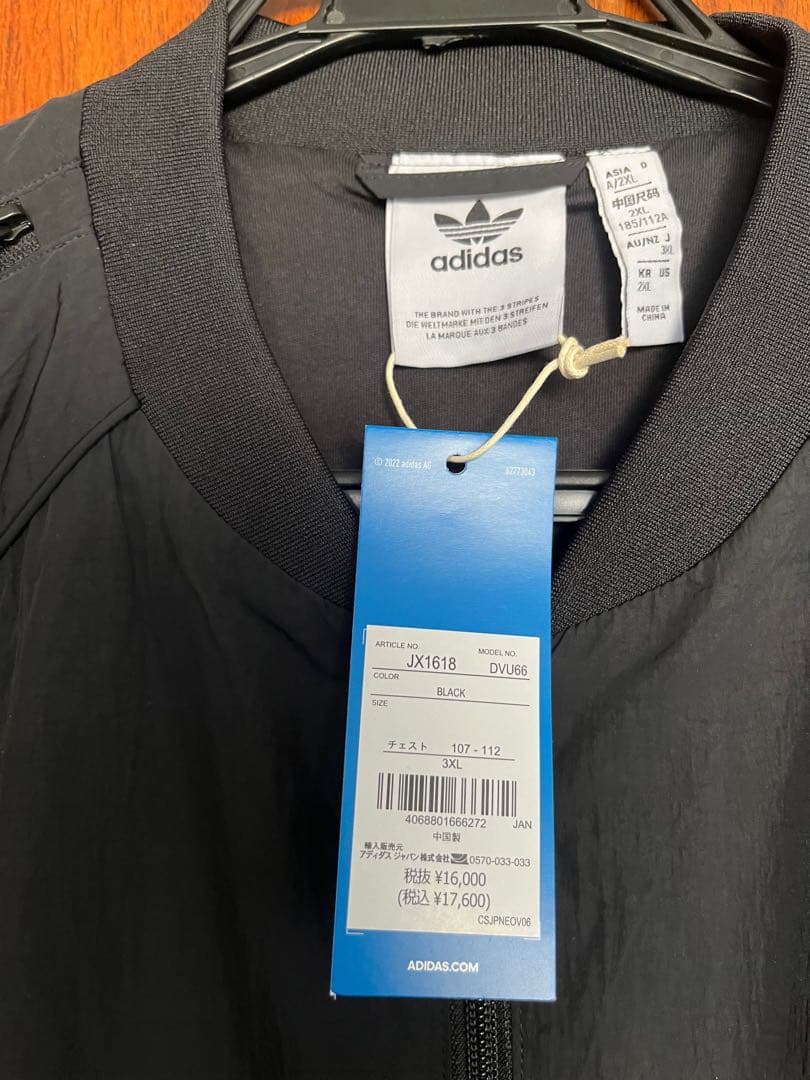 adidas
THE BRAND WITH THE 3 STRIPES
DIE WELTMARKE MIT DEN 3 STREIFEN
LA MARQUE AUX 3 BANDES
ASIA D
A/2XL
中国尺码
2XL
185/112A
AU/NZ J
3XL
KR US
2XL
MADE IN
CHINA
© 2022 adidas AG
62773043
ARTICLE NO. JX1618 MODEL NO. DVU66
COLOR
BLACK
SIZE
チェスト 107 - 112
3XL
4068801666272 JAN
中国製
輸入販売元
アディダス ジャパン株式会社 0570-033-033
税抜 ¥16,000
(税込 ¥17,600)
CSJPNEOV06
ADIDAS.COM